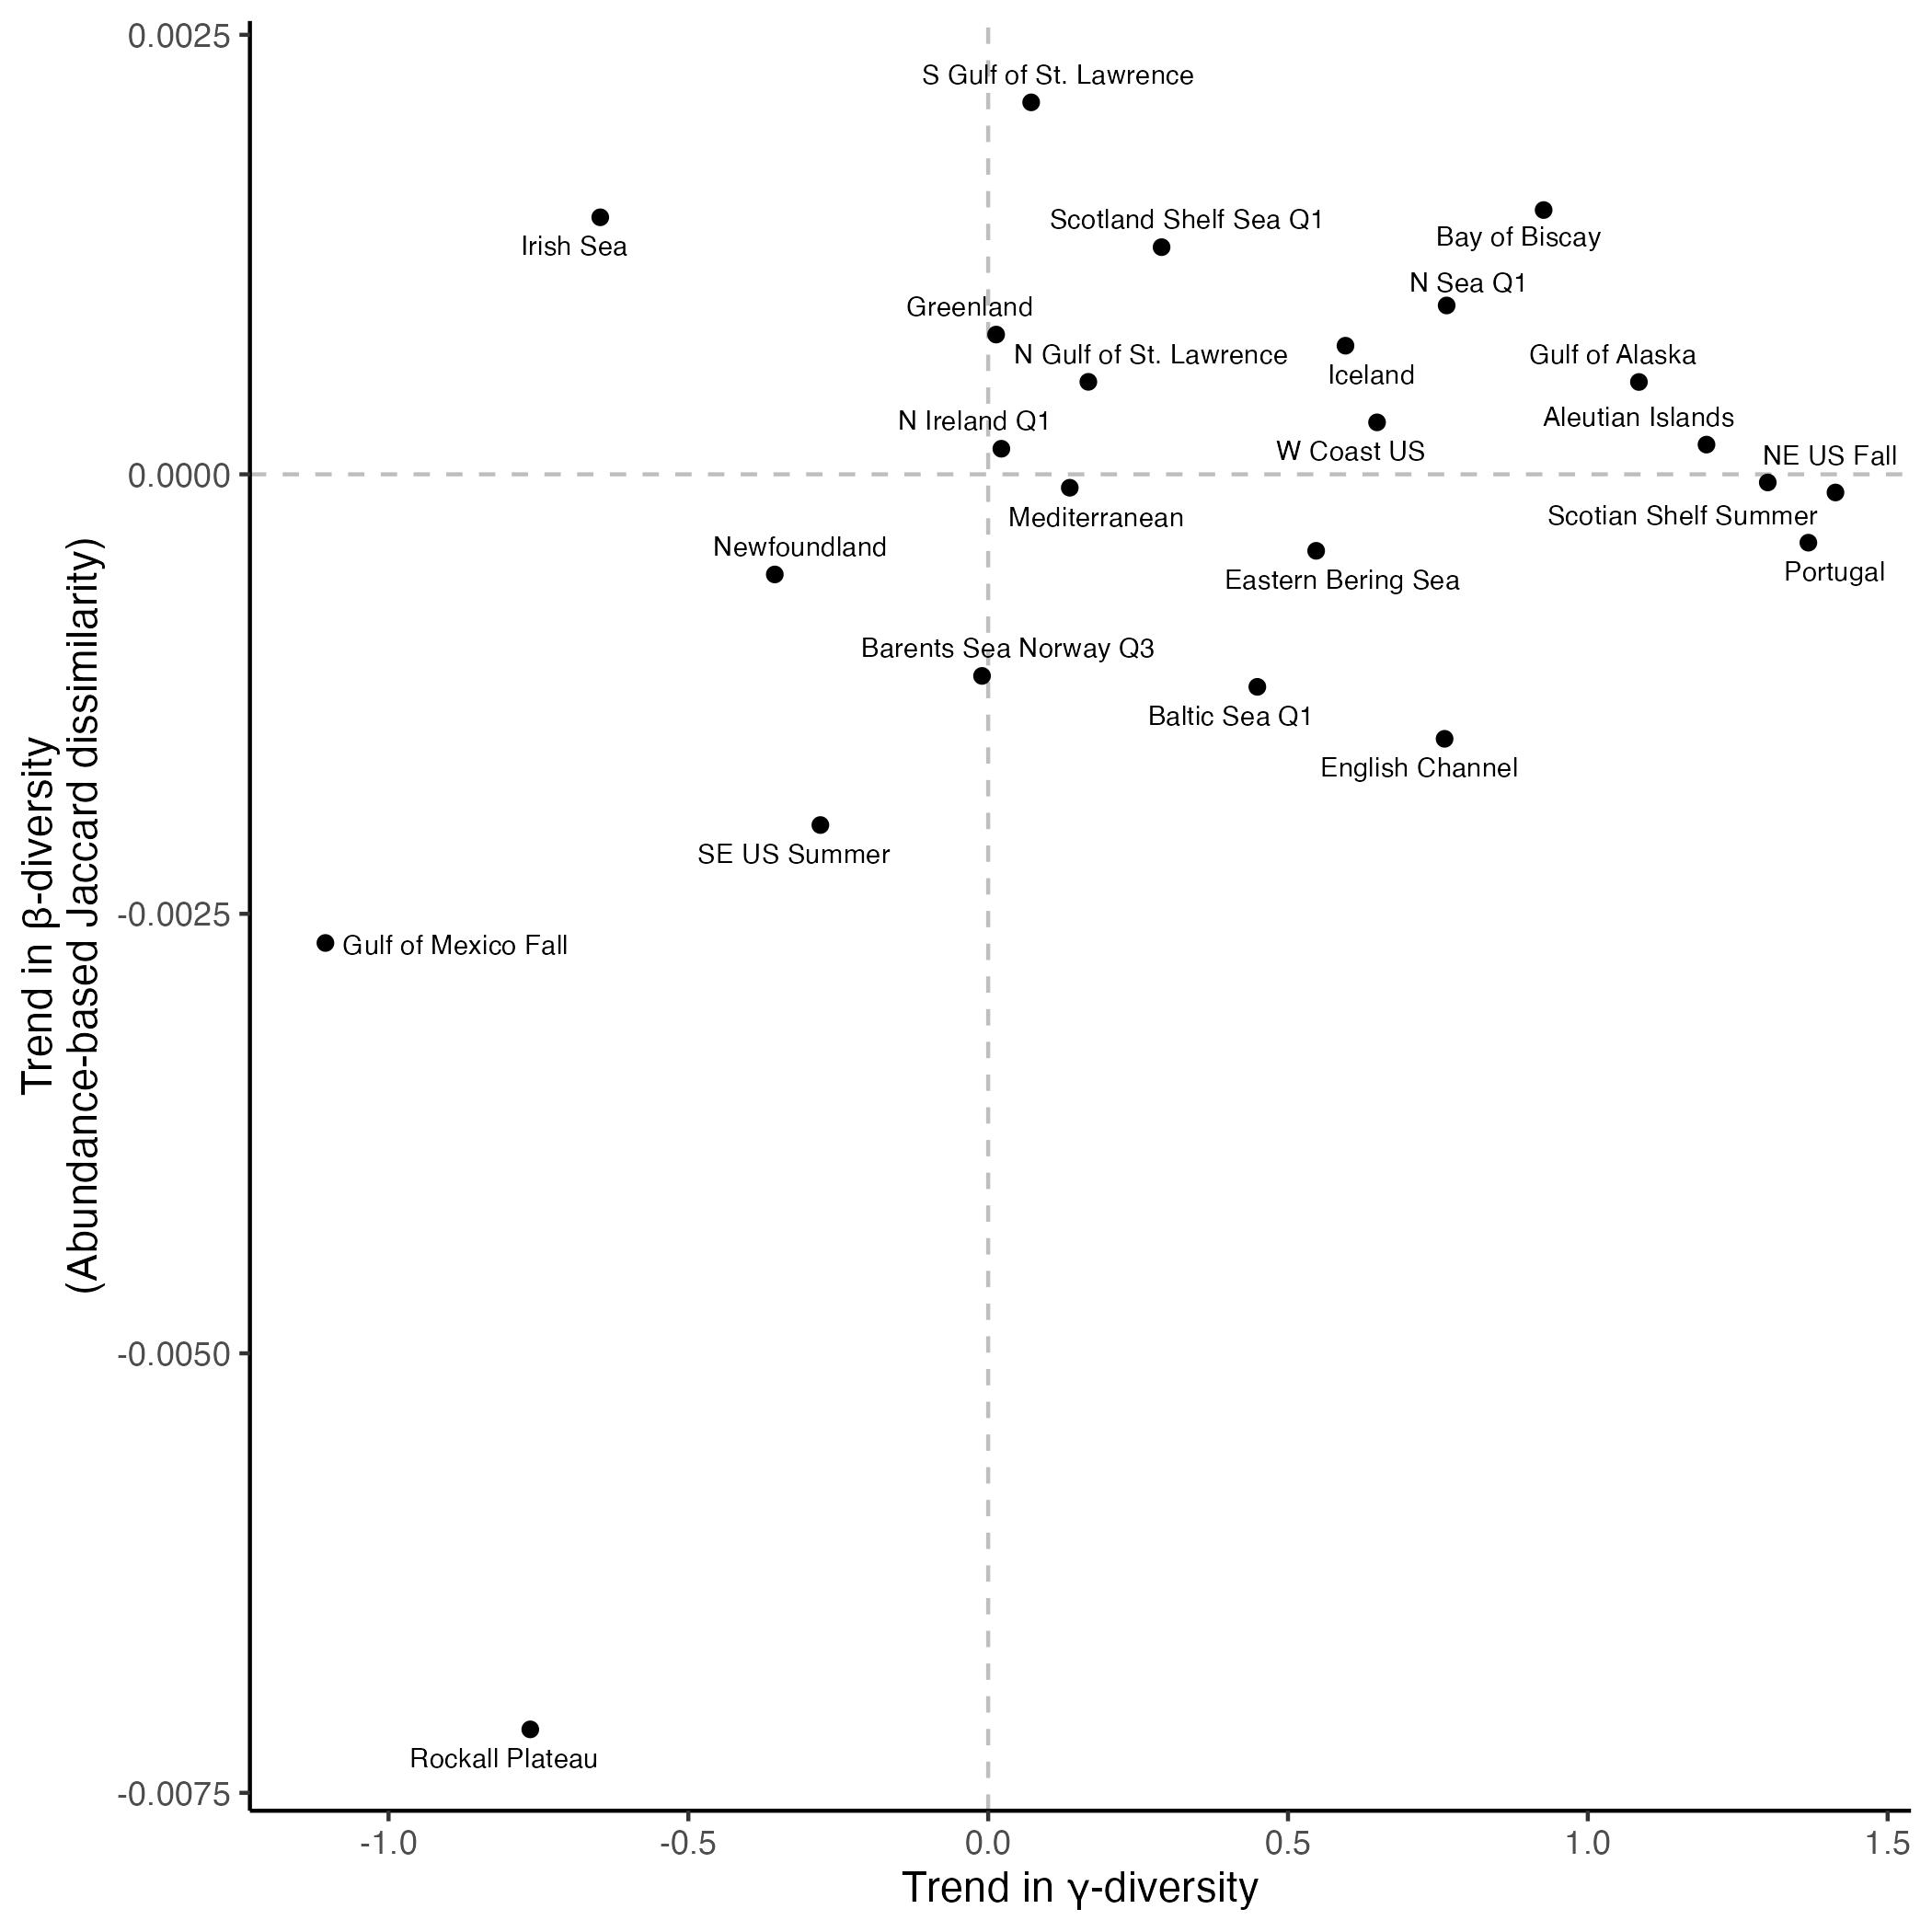 0.0025
S Gulf of St. Lawrence
Irish Sea
Scotland Shelf Sea Q1
Bay of Biscay
N Sea Q1
Greenland
N Gulf of St. Lawrence
Iceland
Gulf of Alaska
N Ireland Q1
W Coast US
Aleutian Islands
NE US Fall
0.0000
Mediterranean
Scotian Shelf Summer
Newfoundland
Eastern Bering Sea
Portugal
Barents Sea Norway Q3
Baltic Sea Q1
English Channel
SE US Summer
-0.0025
Gulf of Mexico Fall
Trend in β-diversity
(Abundance-based Jaccard dissimilarity)
-0.0050
Rockall Plateau
-0.0075
-1.0 -0.5 0.0 0.5 1.0 1.5
Trend in γ-diversity